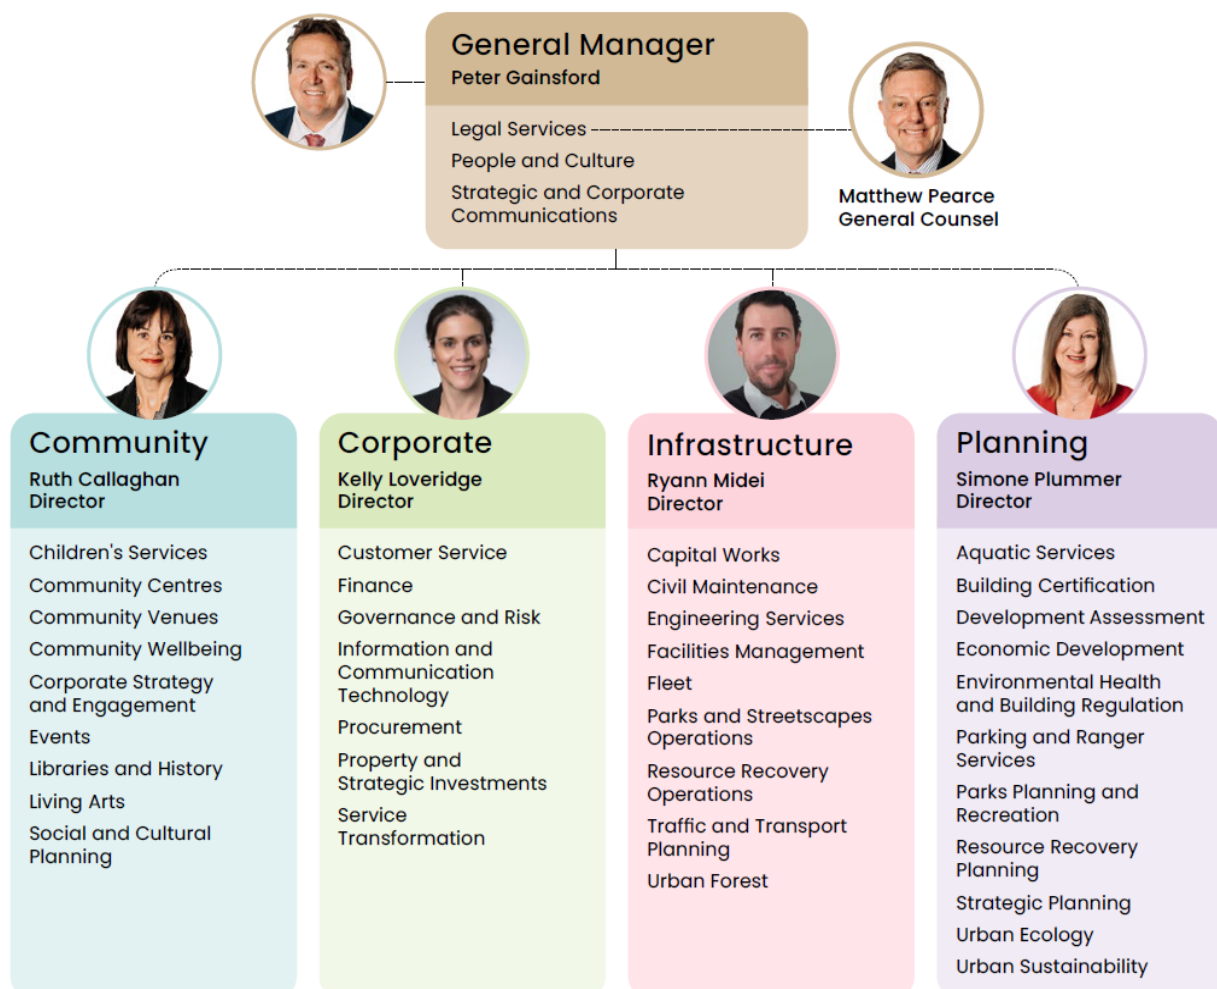 General Manager
Peter Gainsford
Legal Services
People and Culture
Strategic and Corporate
Communications
Matthew Pearce
General Counsel
Community
Ruth Callaghan
Director
Children's Services
Community Centres
Community Venues
Community Wellbeing
Corporate Strategy
and Engagement
Events
Libraries and History
Living Arts
Social and Cultural
Planning
Corporate
Kelly Loveridge
Director
Customer Service
Finance
Governance and Risk
Information and
Communication
Technology
Procurement
Property and
Strategic Investments
Service
Transformation
Infrastructure
Ryann Midei
Director
Capital Works
Civil Maintenance
Engineering Services
Facilities Management
Fleet
Parks and Streetscapes
Operations
Resource Recovery
Operations
Traffic and Transport
Planning
Urban Forest
Planning
Simone Plummer
Director
Aquatic Services
Building Certification
Development Assessment
Economic Development
Environmental Health
and Building Regulation
Parking and Ranger
Services
Parks Planning and
Recreation
Resource Recovery
Planning
Strategic Planning
Urban Ecology
Urban Sustainability